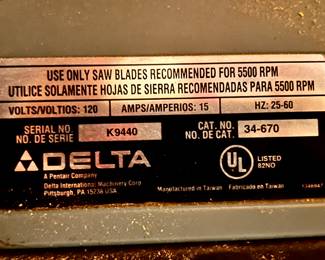 USE ONLY SAW BLADES RECOMMENDED FOR 5500 RPM
UTILICE SOLAMENTE HOJAS DE SIERRA RECOMENDADAS PARA 5500 RPM
VOLTS/VOLTIOS: 120 AMPS/AMPERIOS: 15 HZ: 25-60
SERIAL NO. K9440 CAT. NO. 34-670
NO. DE SERIE NO. DE CAT.
DELTA
UL LISTED
82NO
A Pentair Company
Delta International Machinery Corp
Pittsburgh, PA 15238 USA
Manufactured in Taiwan Fabricado en Taiwan